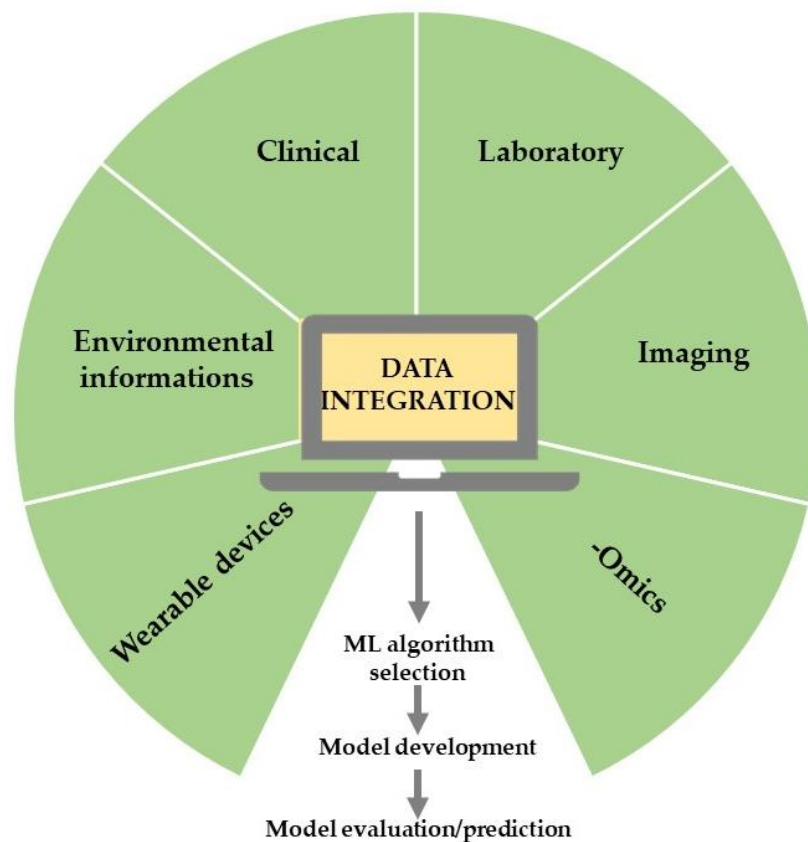 Clinical
Laboratory
Environmental
informations
DATA
INTEGRATION
Imaging
Wearable devices
-Omics
ML algorithm
selection
Model development
Model evaluation/prediction